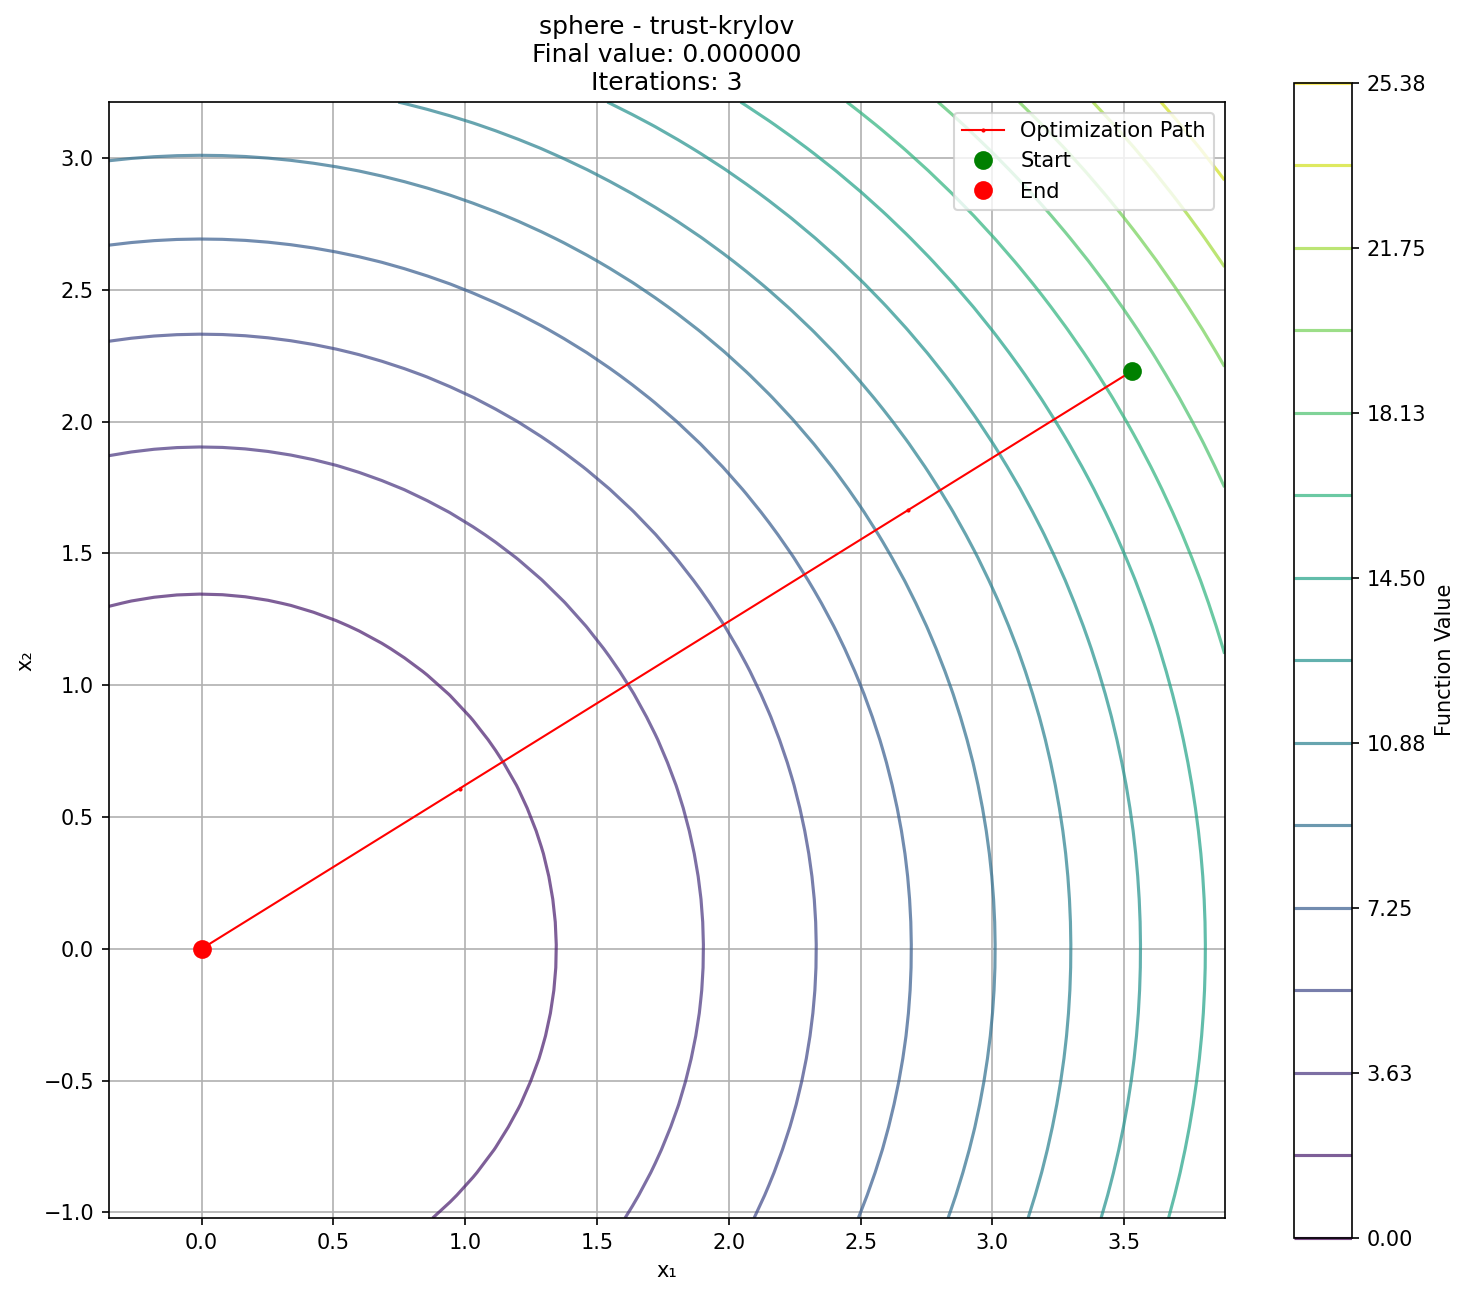 sphere - trust-krylov
Final value: 0.000000
Iterations: 3
Optimization Path
Start
End
3.0
2.5
2.0
1.5
1.0
0.5
0.0
−0.5
−1.0
x₂
0.0
0.5
1.0
1.5
2.0
2.5
3.0
3.5
x₁
25.38
21.75
18.13
14.50
10.88
7.25
3.63
0.00
Function Value